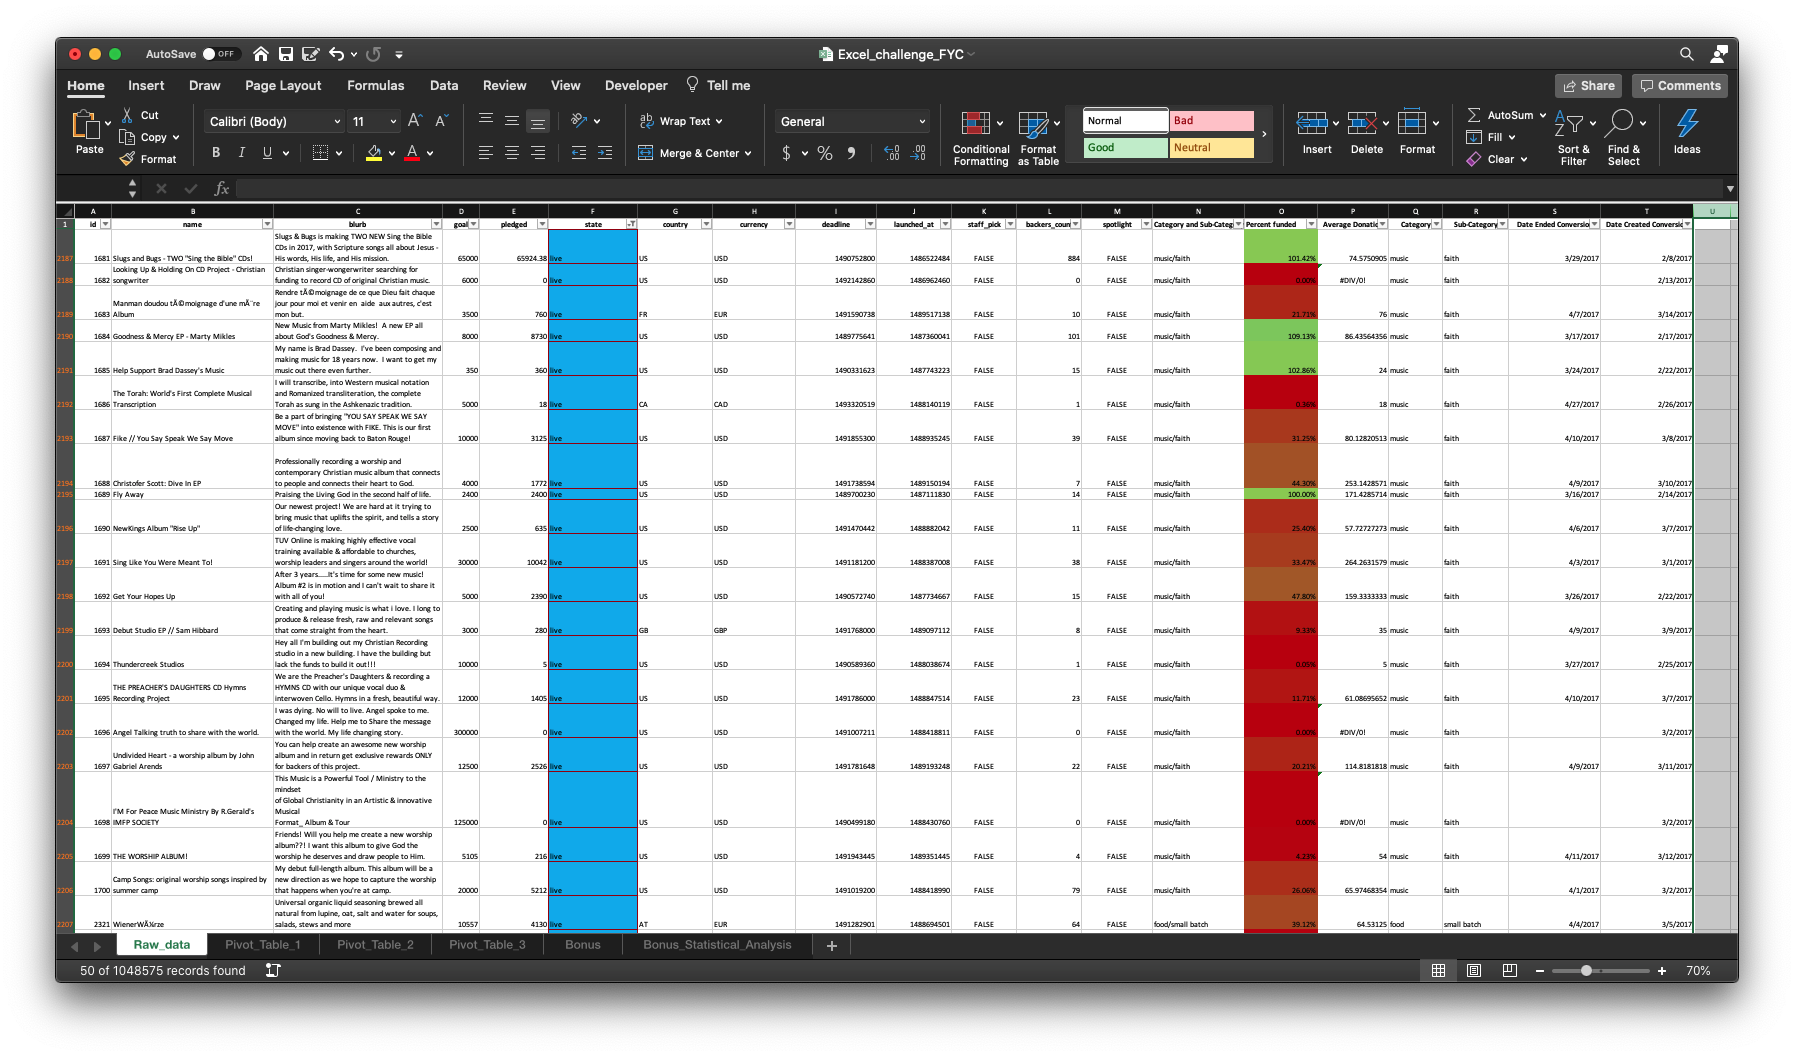 AutoSave OFF
Excel_challenge_FYC
Home Insert Draw Page Layout Formulas Data Review View Developer Tell me
Share Comments
Paste
Cut
Copy
Format
Calibri (Body) 11
B I U
Wrap Text
Merge & Center
General
$ % 9
Conditional Formatting
Format as Table
Normal Bad
Good Neutral
Insert Delete Format
AutoSum
Fill
Clear
Sort & Filter
Find & Select
Ideas
fx
A B C D E F G H I J K L M N O P Q R S T U
1 id name blurb goal pledged state country currency deadline launched_at staff_pick backers_coun spotlight Category and Sub-Categ Percent funded Average Donatic Category Sub-Category Date Ended Conversio Date Created Conversic
2187 1681 Slugs and Bugs - TWO "Sing the Bible" CDs! Slugs & Bugs is making TWO NEW Sing the Bible CDs in 2017, with Scripture songs all about Jesus - His words, His life, and His mission. 65000 65924.38 live US USD 1490752800 1486522484 FALSE 884 FALSE music/faith 101.42% 74.5750905 music faith 3/29/2017 2/8/2017
2188 1682 Looking Up & Holding On CD Project - Christian songwriter Christian singer-wongerwriter searching for funding to record CD of original Christian music. 6000 0 live US USD 1492142860 1486962460 FALSE 0 FALSE music/faith 0.00% #DIV/0! music faith 2/13/2017
2189 1683 Manman doudou tÃ©moignage d'une mÃ¨re Album Rendre tÃ©moignage de ce que Dieu fait chaque jour pour moi et venir en aide aux autres, c'est mon but. 3500 760 live FR EUR 1491590738 1489517138 FALSE 10 FALSE music/faith 21.71% 76 music faith 4/7/2017 3/14/2017
2190 1684 Goodness & Mercy EP - Marty Mikles New Music from Marty Mikles! A new EP all about God's Goodness & Mercy. 8000 8730 live US USD 1489775641 1487360041 FALSE 101 FALSE music/faith 109.13% 86.43564356 music faith 3/17/2017 2/17/2017
2191 1685 Help Support Brad Dassey's Music My name is Brad Dassey. I've been composing and making music for 18 years now. I want to get my music out there even further. 350 360 live US USD 1490331623 1487743223 FALSE 15 FALSE music/faith 102.86% 24 music faith 3/24/2017 2/22/2017
2192 1686 The Torah: World's First Complete Musical Transcription I will transcribe, into Western musical notation and Romanized transliteration, the complete Torah as sung in the Ashkenazic tradition. 5000 18 live CA CAD 1493320519 1488140119 FALSE 1 FALSE music/faith 0.36% 18 music faith 4/27/2017 2/26/2017
2193 1687 Fike // You Say Speak We Say Move Be a part of bringing "YOU SAY SPEAK WE SAY MOVE" into existence with FIKE. This is our first album since moving back to Baton Rouge! 10000 3125 live US USD 1491855300 1488935245 FALSE 39 FALSE music/faith 31.25% 80.12820513 music faith 4/10/2017 3/8/2017
2194 1688 Christofer Scott: Dive In EP Professionally recording a worship and contemporary Christian music album that connects to people and connects their heart to God. 4000 1772 live US USD 1491738594 1489150194 FALSE 7 FALSE music/faith 44.30% 253.1428571 music faith 4/9/2017 3/10/2017
2195 1689 Fly Away Praising the Living God in the second half of life. 2400 2400 live US USD 1489700230 1487111830 FALSE 14 FALSE music/faith 100.00% 171.4285714 music faith 3/16/2017 2/14/2017
2196 1690 NewKings Album "Rise Up" Our newest project! We are hard at it trying to bring music that uplifts the spirit, and tells a story of life-changing love. 2500 635 live US USD 1491470442 1488882042 FALSE 11 FALSE music/faith 25.40% 57.72727273 music faith 4/6/2017 3/7/2017
2197 1691 Sing Like You Were Meant To! TUV Online is making highly effective vocal training available & affordable to churches, worship leaders and singers around the world! 30000 10042 live US USD 1491181200 1488387008 FALSE 38 FALSE music/faith 33.47% 264.2631579 music faith 4/3/2017 3/1/2017
2198 1692 Get Your Hopes Up After 3 years.....It's time for some new music! Album #2 is in motion and I can't wait to share it with all of you! 5000 2390 live US USD 1490572740 1487734667 FALSE 15 FALSE music/faith 47.80% 159.3333333 music faith 3/26/2017 2/22/2017
2199 1693 Debut Studio EP // Sam Hibbard Creating and playing music is what i love. I long to produce & release fresh, raw and relevant songs that come straight from the heart. 3000 280 live GB GBP 1491768000 1489097112 FALSE 8 FALSE music/faith 9.33% 35 music faith 4/9/2017 3/9/2017
2200 1694 Thundercreek Studios Hey all I'm building out my Christian Recording studio in a new building. I have the building but lack the funds to build it out!!! 10000 5 live US USD 1490589360 1488038674 FALSE 1 FALSE music/faith 0.05% 5 music faith 3/27/2017 2/25/2017
2201 1695 THE PREACHER'S DAUGHTERS CD Hymns Recording Project We are the Preacher's Daughters & recording a HYMNS CD with our unique vocal duo & interwoven Cello. Hymns in a fresh, beautiful way. 12000 1405 live US USD 1491786000 1488847514 FALSE 23 FALSE music/faith 11.71% 61.08695652 music faith 4/10/2017 3/7/2017
2202 1696 Angel Talking truth to share with the world. I was dying. No will to live. Angel spoke to me. Changed my life. Help me to Share the message with the world. My life changing story. 300000 0 live US USD 1491007211 1488418811 FALSE 0 FALSE music/faith 0.00% #DIV/0! music faith 3/2/2017
2203 1697 Undivided Heart - a worship album by John Gabriel Arends You can help create an awesome new worship album and in return get exclusive rewards ONLY for backers of this project. 12500 2526 live US USD 1491781648 1489193248 FALSE 22 FALSE music/faith 20.21% 114.8181818 music faith 4/9/2017 3/11/2017
2204 1698 I'M For Peace Music Ministry By R.Gerald's IMFP SOCIETY This Music is a Powerful Tool / Ministry to the mindset of Global Christianity in an Artistic & innovative Musical Format_ Album & Tour 125000 0 live US USD 1490499180 1488430760 FALSE 0 FALSE music/faith 0.00% #DIV/0! music faith 3/2/2017
2205 1699 THE WORSHIP ALBUM! Friends! Will you help me create a new worship album??! I want this album to give God the worship he deserves and draw people to Him. 5105 216 live US USD 1491943445 1489351445 FALSE 4 FALSE music/faith 4.23% 54 music faith 4/11/2017 3/12/2017
2206 1700 Camp Songs: original worship songs inspired by summer camp My debut full-length album. This album will be a new direction as we hope to capture the worship that happens when you're at camp. 20000 5212 live US USD 1491019200 1488418990 FALSE 79 FALSE music/faith 26.06% 65.97468354 music faith 4/1/2017 3/2/2017
2207 2321 WienerWÃ¼rze Universal organic liquid seasoning brewed all natural from lupine, oat, salt and water for soups, salads, stews and more 10557 4130 live AT EUR 1491282901 1488694501 FALSE 64 FALSE food/small batch 39.12% 64.53125 food small batch 4/4/2017 3/5/2017
Raw_data Pivot_Table_1 Pivot_Table_2 Pivot_Table_3 Bonus Bonus_Statistical_Analysis +
50 of 1048575 records found
70%